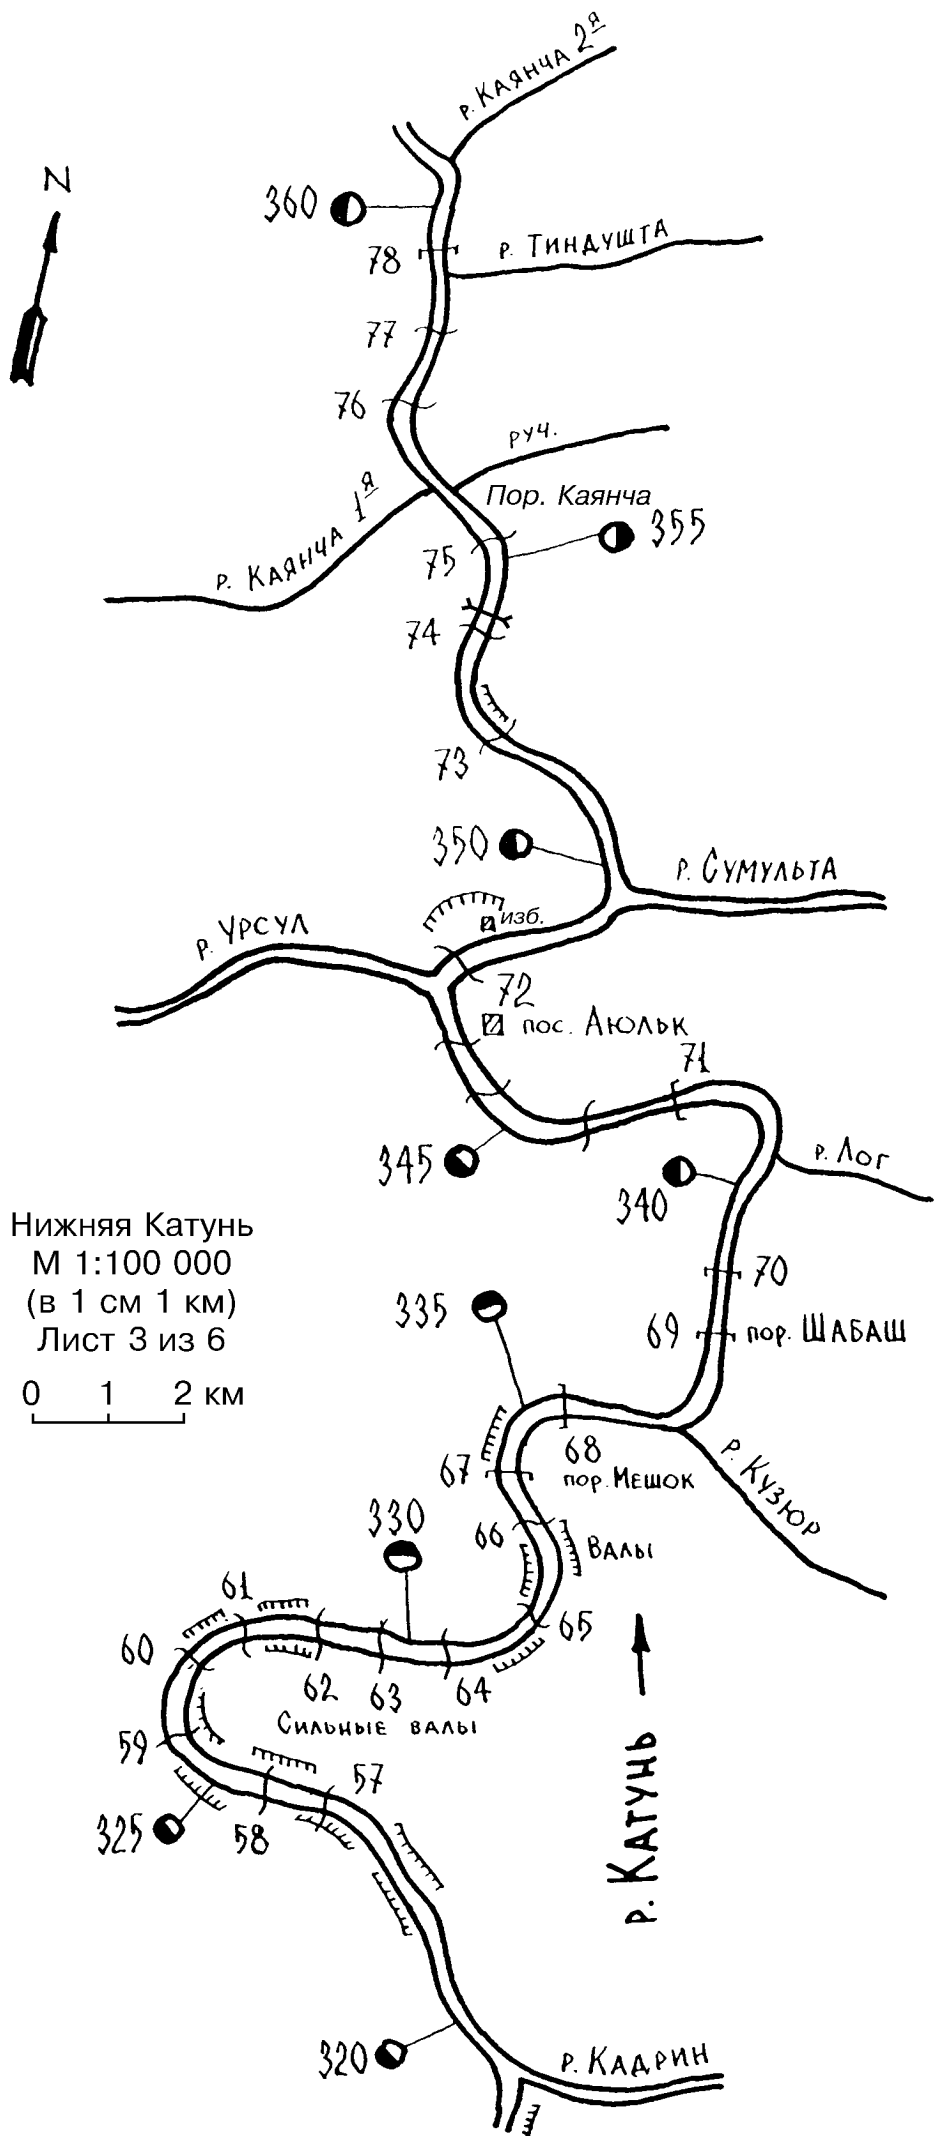 р. Каянча 2я
N
360
78
р. Тиндушта
77
76
руч.
Пор. Каянча
р. Каянча 1я
355
75
74
73
350
р. Сумульта
изб.
р. Урсул
72
пос. Аюльк
71
р. Лог
345
340
Нижняя Катунь
М 1:100 000
(в 1 см 1 км)
Лист 3 из 6
0 1 2 км
70
335
69
пор. Шабаш
68
пор. Мешок
67
р. Кузюр
330
66
Валы
65
61
60
62
63
64
Сильные валы
59
57
58
325
р. Катунь
320
р. Кадрин